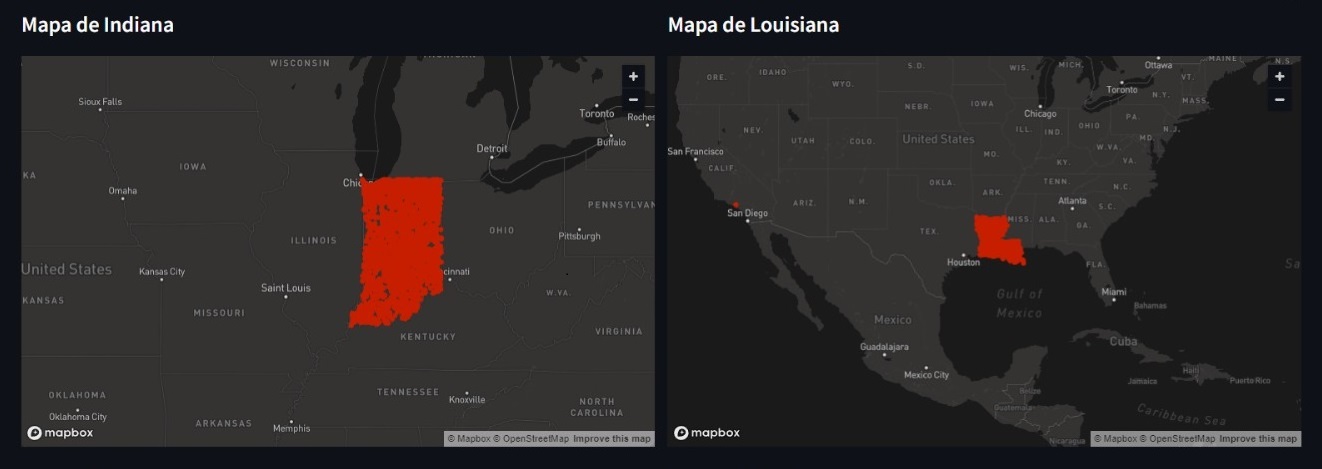 Mapa de Indiana
WISCONSIN
Sioux Falls
Toronto
Roches
Buffalo
Detroit
IOWA
KA
Chic
Omaha
PENNSYLVAN
ILLINOIS
OHIO
Pittsburgh
United States
Kansas City
cinnati
Saint Louis
W.VA.
KANSAS
MISSOURI
VIRGINIA
KENTUCKY
OKLAHOMA
TENNESSEE
Knoxville
NORTH
CAROLINA
Oklahoma City
ARKANSAS
Memphis
mapbox
© Mapbox © OpenStreetMap Improve this map
+
−
Mapa de Louisiana
Ottawa
MAINE
N.S.
ORE.
IDAHO
S.D.
WIS.
MICH.
VT.
WYO.
Toronto
N.Y.
MASS.
NEBR.
IOWA
Chicago
PA.
N.J.
NEV.
UTAH
COLO.
United States
ILL.
IND.
OHIO
MD.
San Francisco
MO.
W.VA.
VA.
CALIF.
KY.
OKLA.
TENN.
N.C.
ARIZ.
N.M.
ARK.
Atlanta
S.C.
San Diego
MISS.
ALA.
GA.
TEX.
Houston
FLA.
Sa
Gulf of
Mexico
Miami
Bahamas
Mexico
Guadalajara
Cuba
Mexico City
Haiti
Jamaica
Puerto Rico
Belize
Guatemala
Caribbean Sea
Nicaragua
mapbox
© Mapbox © OpenStreetMap Improve this map
+
−